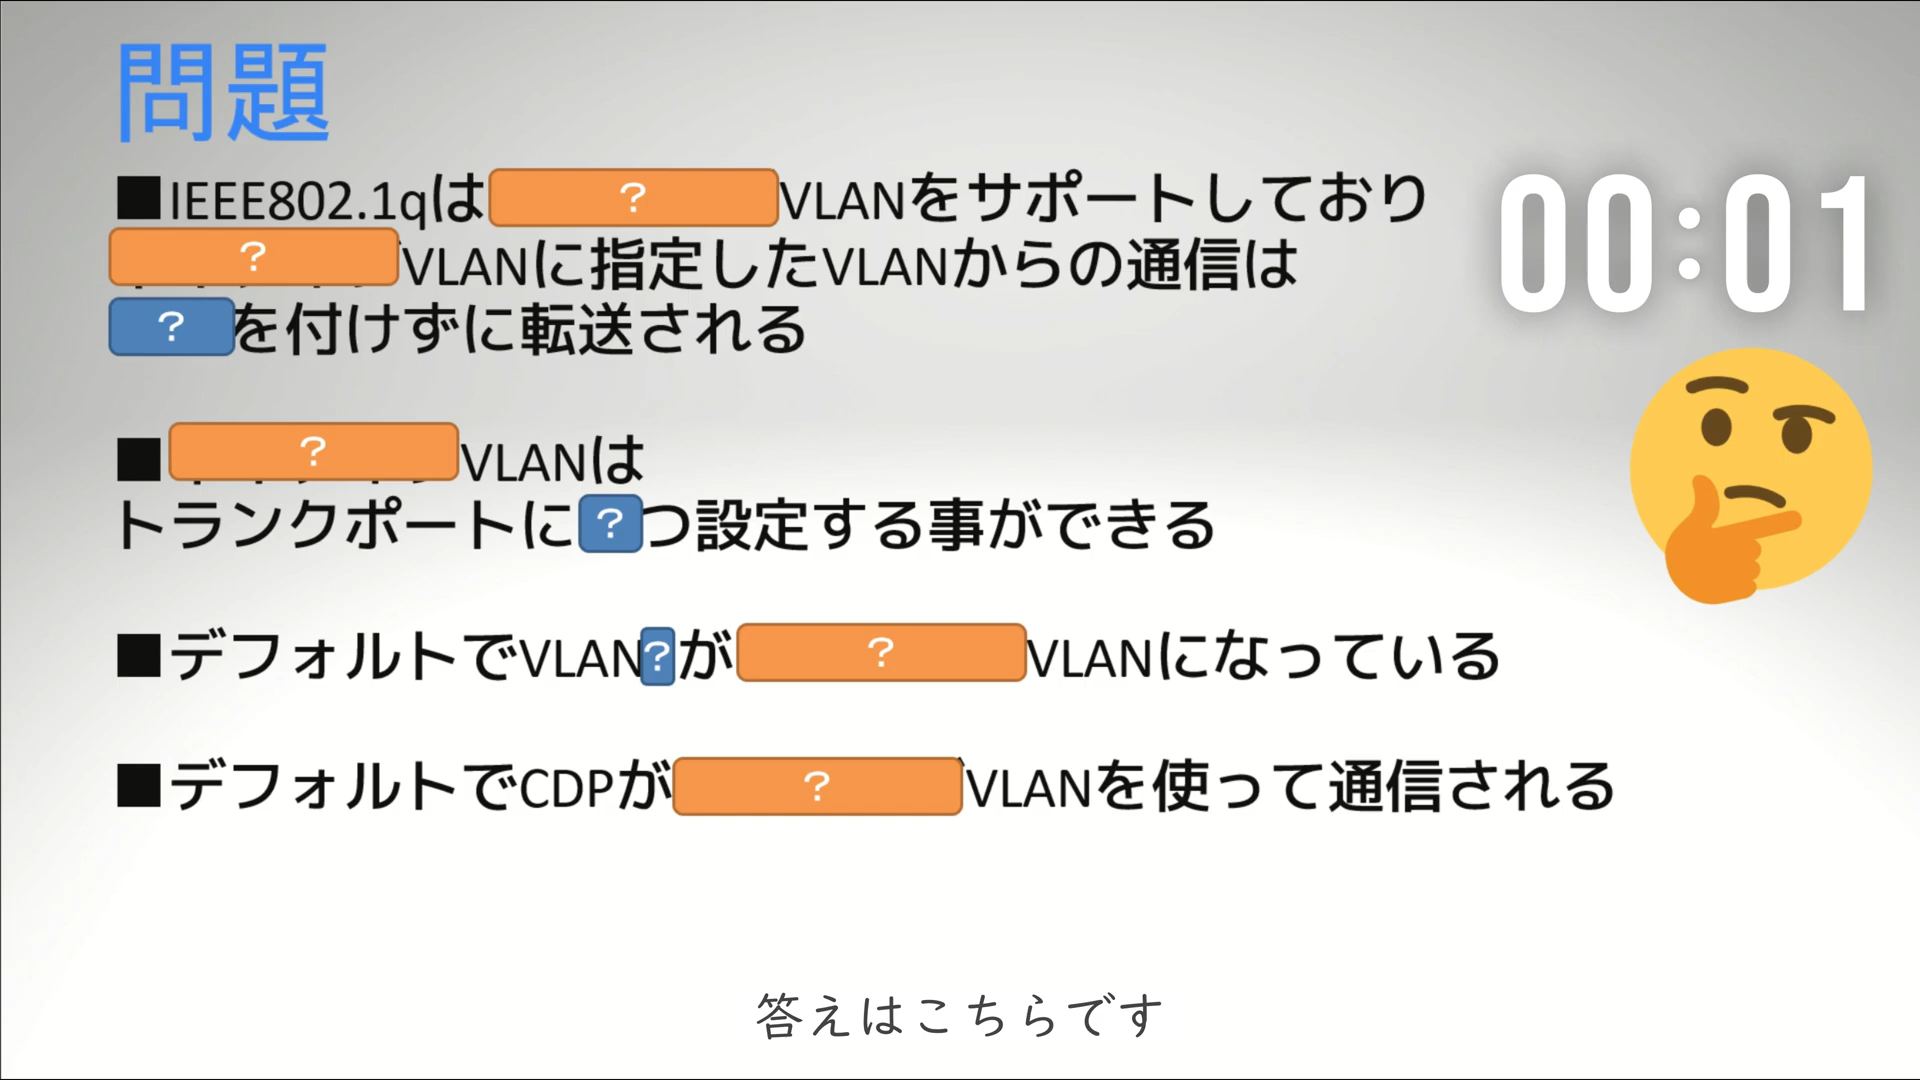 問題
■IEEE802.1qは ? VLANをサポートしており
? VLANに指定したVLANからの通信は
? を付けずに転送される
■ ? VLANは
トランクポートに ? つ設定する事ができる
■デフォルトでVLAN ? が ? VLANになっている
■デフォルトでCDPが ? VLANを使って通信される
00:01
答えはこちらです